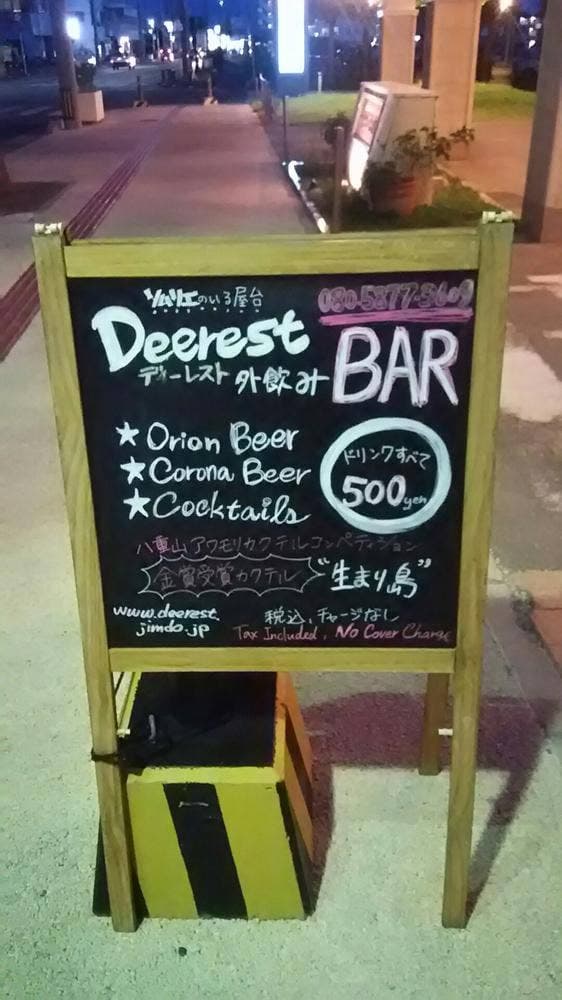 ソムリエのいる屋台
080-5877-3609
Deerest
BAR
ディーレスト 外飲み
★ Orion Beer
★ Corona Beer
★ Cocktails
ドリンクすべて
500yen
八重山アワモリカクテルコンペティション
金賞受賞カクテル "生まり島"
www.deerest.
jimdo.jp
税込、チャージなし
Tax Included, No Cover Charge